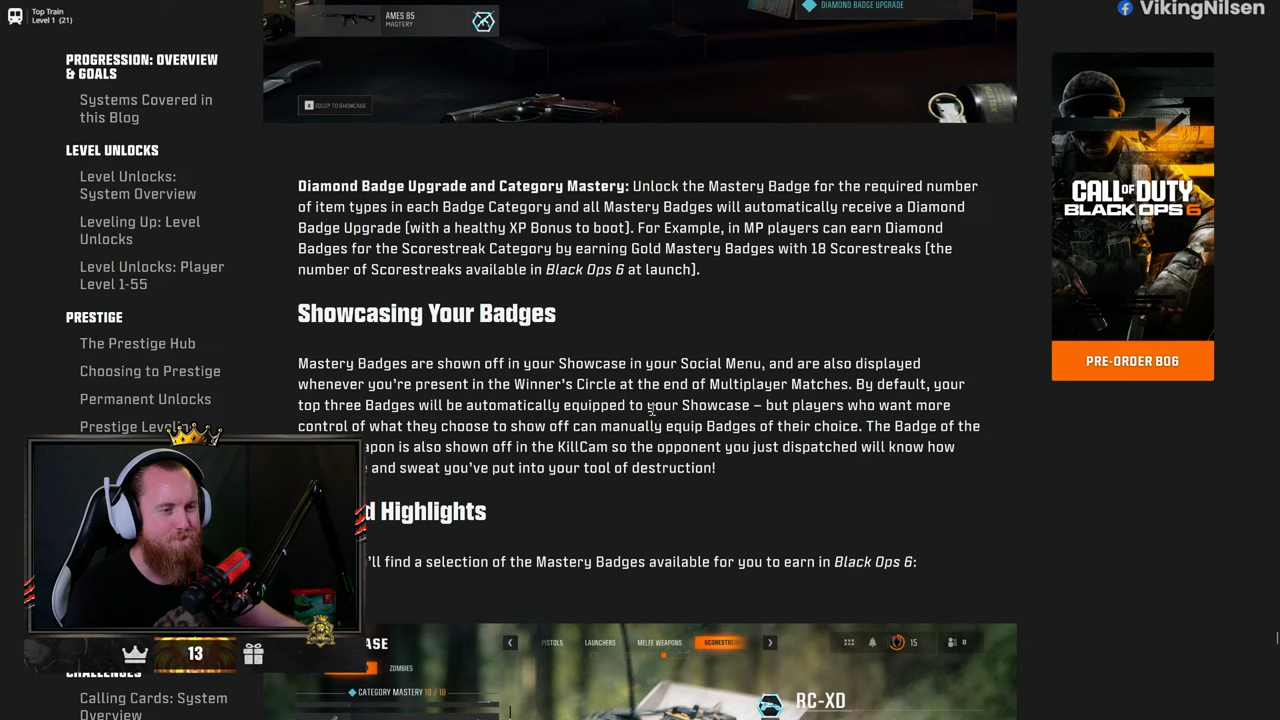 Top Train
Level 1 (21)
VikingNilsen
AMES 85
MASTERY
DIAMOND BADGE UPGRADE
EQUIP TO SHOWCASE
PROGRESSION: OVERVIEW
& GOALS
Systems Covered in
this Blog
LEVEL UNLOCKS
Level Unlocks:
System Overview
Leveling Up: Level
Unlocks
Level Unlocks: Player
Level 1-55
PRESTIGE
The Prestige Hub
Choosing to Prestige
Permanent Unlocks
Calling Cards: System
Overview
Diamond Badge Upgrade and Category Mastery: Unlock the Mastery Badge for the required number
of item types in each Badge Category and all Mastery Badges will automatically receive a Diamond
Badge Upgrade [with a healthy XP Bonus to boot]. For Example, in MP players can earn Diamond
Badges for the Scorestreak Category by earning Gold Mastery Badges with 18 Scorestreaks [the
number of Scorestreaks available in Black Ops 6 at launch].
Showcasing Your Badges
Mastery Badges are shown off in your Showcase in your Social Menu, and are also displayed
whenever you're present in the Winner's Circle at the end of Multiplayer Matches. By default, your
top three Badges will be automatically equipped to your Showcase – but players who want more
control of what they choose to show off can manually equip Badges of their choice. The Badge of the
apon is also shown off in the KillCam so the opponent you just dispatched will know how
and sweat you've put into your tool of destruction!
d Highlights
'll find a selection of the Mastery Badges available for you to earn in Black Ops 6:
ASE
PISTOLS
LAUNCHERS
MELEE WEAPONS
SCORESTREAK
15
0
ZOMBIES
CATEGORY MASTERY 18 / 18
RC-XD
CALL OF DUTY
BLACK OPS 6
PRE-ORDER BO6
13